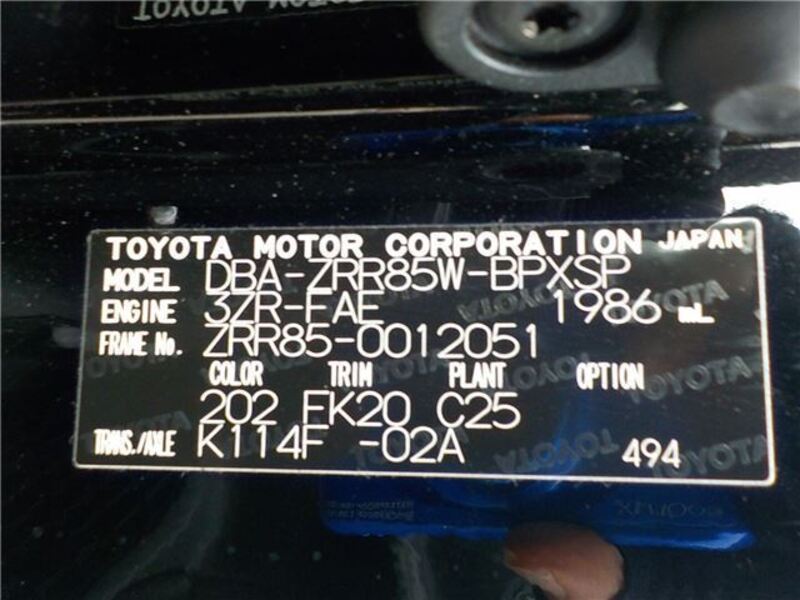 TOYOTA MOTOR CORPORATION JAPAN
MODEL DBA-ZRR85W-BPXSP
ENGINE 3ZR-FAE 1986 mL
FRAME No. ZRR85-0012051
COLOR TRIM PLANT OPTION
202 FK20 C25
TRANS./AXLE K114F -02A 494